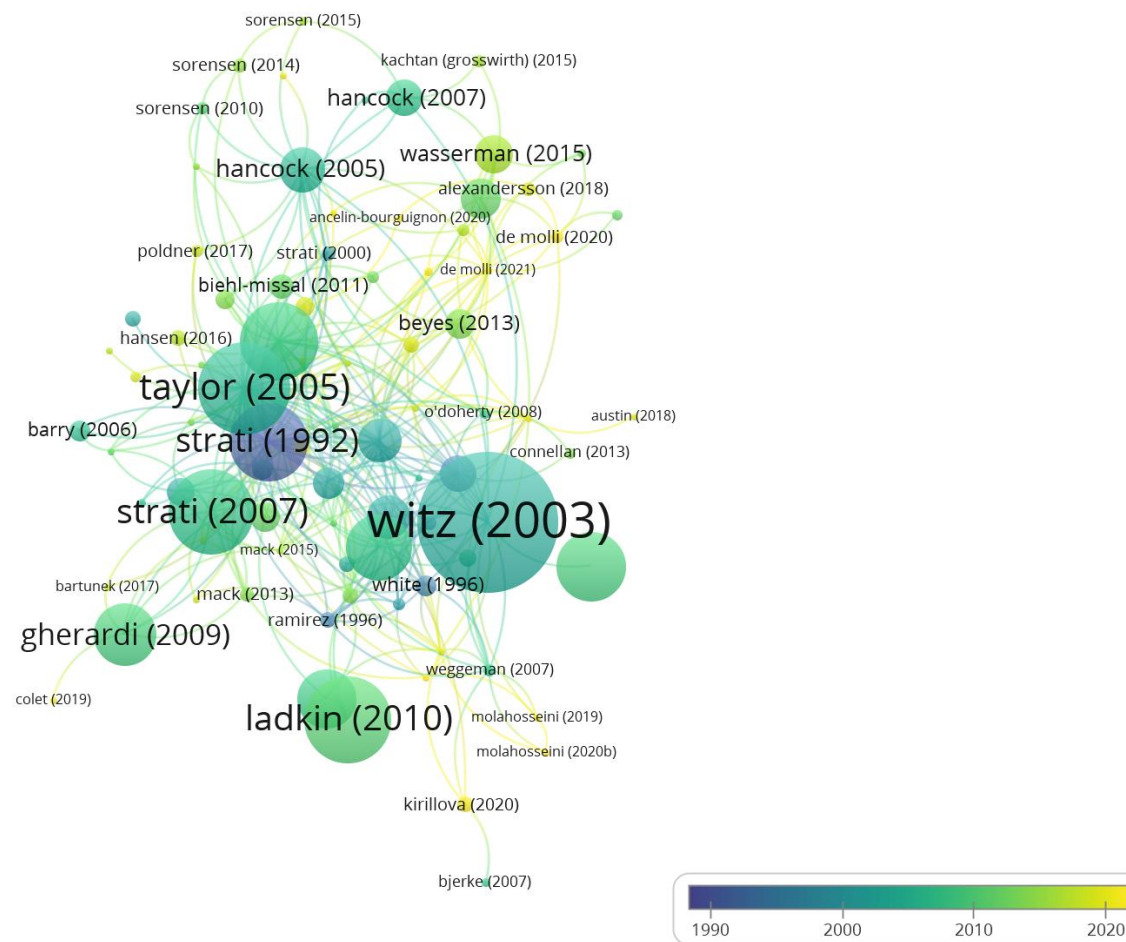 sorensen (2015)
sorensen (2014)
kachtan (grosswirth) (2015)
hancock (2007)
sorensen (2010)
wasserman (2015)
hancock (2005)
alexandersson (2018)
ancelin-bourguignon (2020)
de molli (2020)
poldner (2017)
strati (2000)
de molli (2021)
biehl-missal (2011)
beyes (2013)
hansen (2016)
taylor (2005)
o'doherty (2008)
austin (2018)
barry (2006)
strati (1992)
connellan (2013)
strati (2007)
witz (2003)
mack (2015)
bartunek (2017)
mack (2013)
white (1996)
ramirez (1996)
gherardi (2009)
weggeman (2007)
colet (2019)
ladkin (2010)
molahosseini (2019)
molahosseini (2020b)
kirillova (2020)
bjerke (2007)
1990 2000 2010 2020